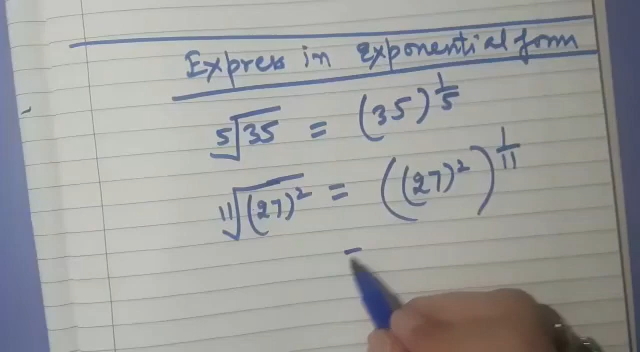 Express in exponential form
⁵√35 = (35)^(1/5)
¹¹√(27)² = ((27)²)^(1/11)